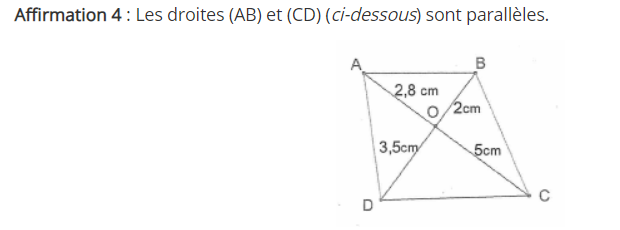 Affirmation 4 : Les droites (AB) et (CD) (ci-dessous) sont parallèles.
A
B
2,8 cm
O
2cm
3,5cm
5cm
D
C